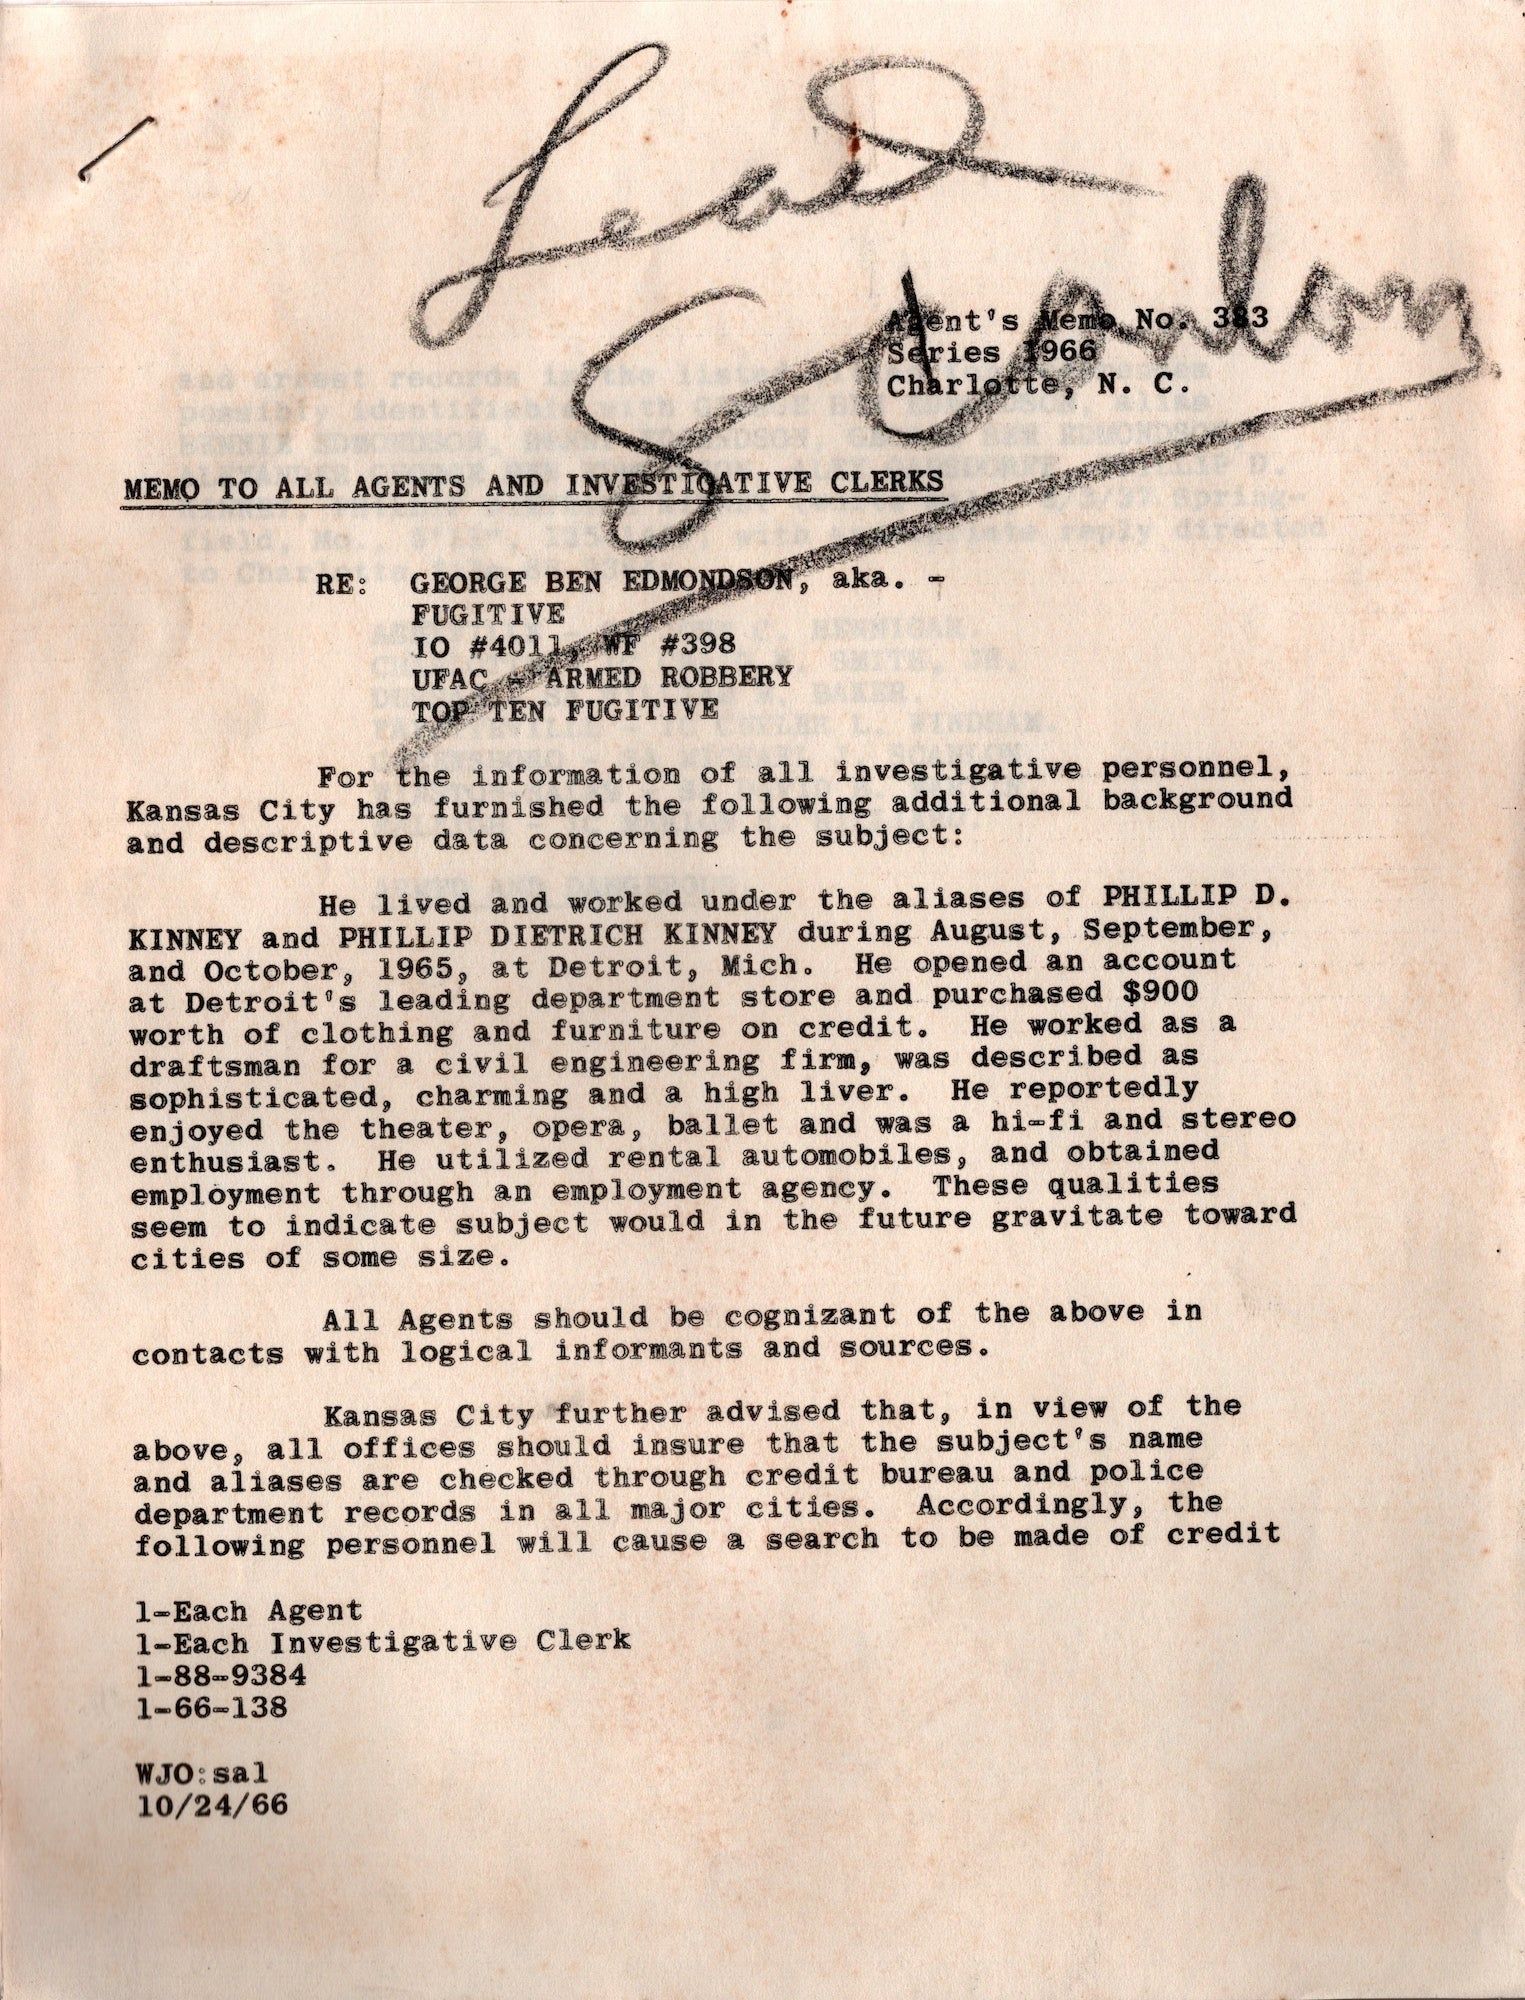 Lead
Scanlon
Agent's Memo No. 383
Series 1966
Charlotte, N. C.
MEMO TO ALL AGENTS AND INVESTIGATIVE CLERKS
RE: GEORGE BEN EDMONDSON, aka. -
FUGITIVE
IO #4011, WF #398
UFAC - ARMED ROBBERY
TOP TEN FUGITIVE
For the information of all investigative personnel,
Kansas City has furnished the following additional background
and descriptive data concerning the subject:
He lived and worked under the aliases of PHILLIP D.
KINNEY and PHILLIP DIETRICH KINNEY during August, September,
and October, 1965, at Detroit, Mich. He opened an account
at Detroit's leading department store and purchased $900
worth of clothing and furniture on credit. He worked as a
draftsman for a civil engineering firm, was described as
sophisticated, charming and a high liver. He reportedly
enjoyed the theater, opera, ballet and was a hi-fi and stereo
enthusiast. He utilized rental automobiles, and obtained
employment through an employment agency. These qualities
seem to indicate subject would in the future gravitate toward
cities of some size.
All Agents should be cognizant of the above in
contacts with logical informants and sources.
Kansas City further advised that, in view of the
above, all offices should insure that the subject's name
and aliases are checked through credit bureau and police
department records in all major cities. Accordingly, the
following personnel will cause a search to be made of credit
1-Each Agent
1-Each Investigative Clerk
1-88-9384
1-66-138
WJO:sal
10/24/66